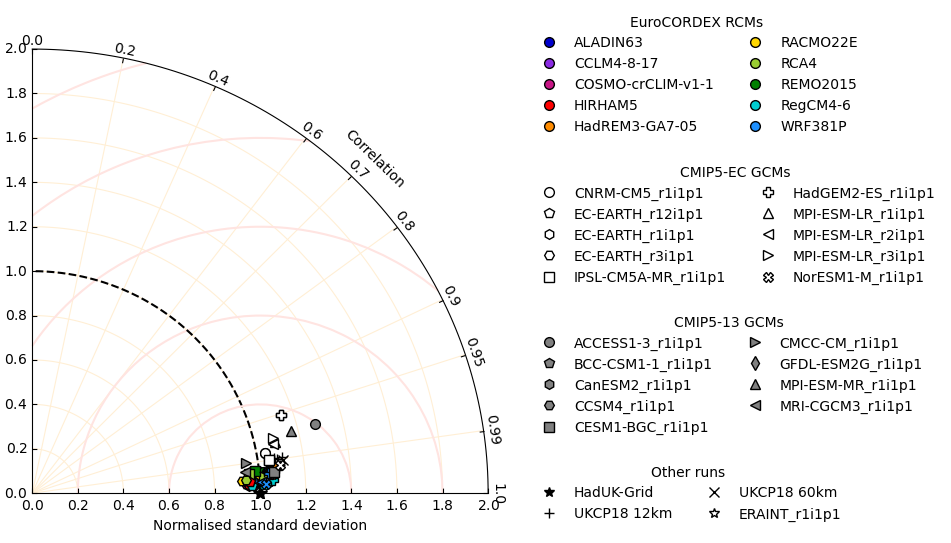 0.0
0.2
0.4
0.6
0.7
0.8
0.9
0.95
0.99
1.0
Correlation
2.0
1.8
1.6
1.4
1.2
1.0
0.8
0.6
0.4
0.2
0.0
0.0 0.2 0.4 0.6 0.8 1.0 1.2 1.4 1.6 1.8 2.0
Normalised standard deviation
EuroCORDEX RCMs
ALADIN63 RACMO22E
CCLM4-8-17 RCA4
COSMO-crCLIM-v1-1 REMO2015
HIRHAM5 RegCM4-6
HadREM3-GA7-05 WRF381P
CMIP5-EC GCMs
CNRM-CM5_r1i1p1 HadGEM2-ES_r1i1p1
EC-EARTH_r12i1p1 MPI-ESM-LR_r1i1p1
EC-EARTH_r1i1p1 MPI-ESM-LR_r2i1p1
EC-EARTH_r3i1p1 MPI-ESM-LR_r3i1p1
IPSL-CM5A-MR_r1i1p1 NorESM1-M_r1i1p1
CMIP5-13 GCMs
ACCESS1-3_r1i1p1 CMCC-CM_r1i1p1
BCC-CSM1-1_r1i1p1 GFDL-ESM2G_r1i1p1
CanESM2_r1i1p1 MPI-ESM-MR_r1i1p1
CCSM4_r1i1p1 MRI-CGCM3_r1i1p1
CESM1-BGC_r1i1p1
Other runs
HadUK-Grid UKCP18 60km
UKCP18 12km ERAINT_r1i1p1